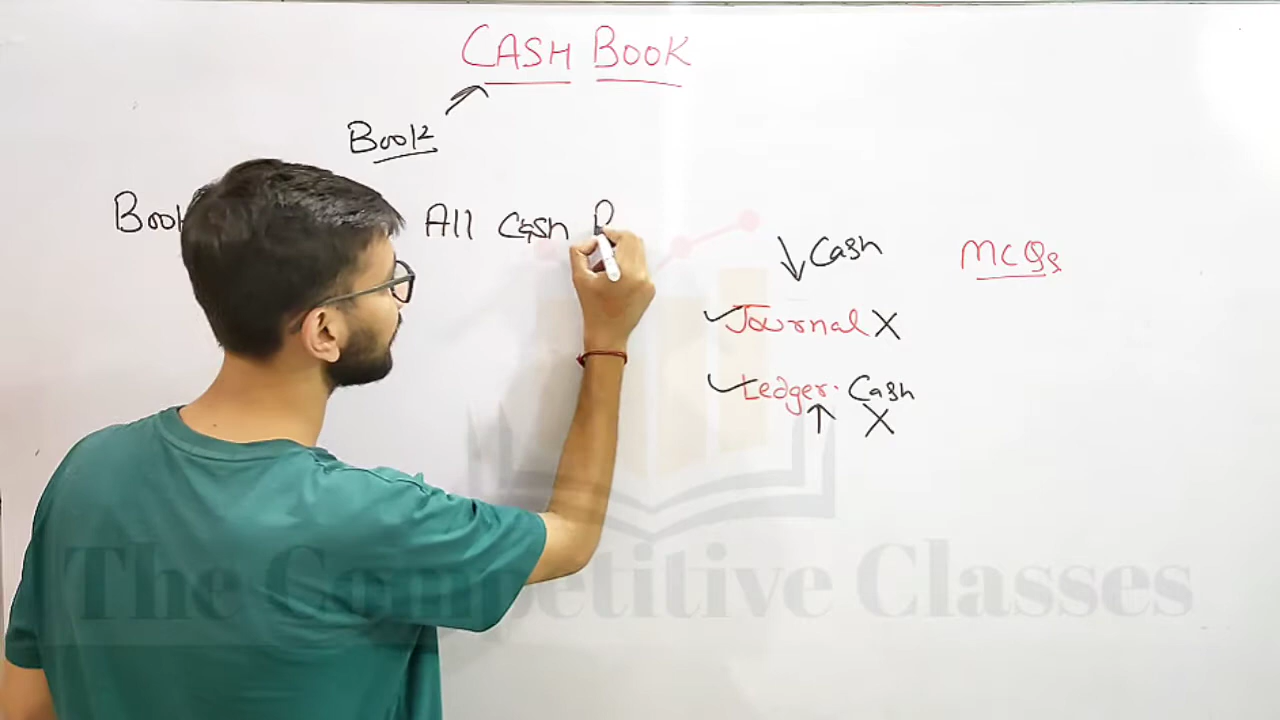 CASH BOOK
Book
All Cash R
Cash
MCQs
Journal X
Ledger. Cash
X
The Competitive Classes